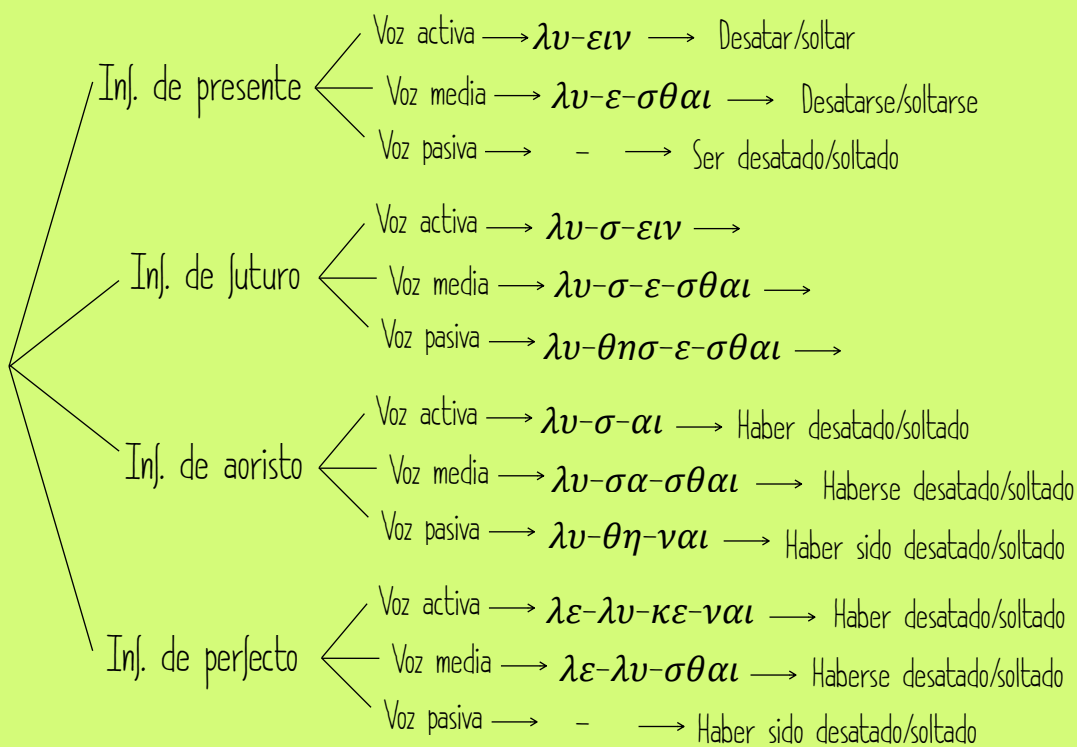 Inf. de presente
Voz activa → λυ-ειν → Desatar/soltar
Voz media → λυ-ε-σθαι → Desatarse/soltarse
Voz pasiva → - → Ser desatado/soltado
Inf. de futuro
Voz activa → λυ-σ-ειν →
Voz media → λυ-σ-ε-σθαι →
Voz pasiva → λυ-θησ-ε-σθαι →
Inf. de aoristo
Voz activa → λυ-σ-αι → Haber desatado/soltado
Voz media → λυ-σα-σθαι → Haberse desatado/soltado
Voz pasiva → λυ-θη-ναι → Haber sido desatado/soltado
Inf. de perfecto
Voz activa → λε-λυ-κε-ναι → Haber desatado/soltado
Voz media → λε-λυ-σθαι → Haberse desatado/soltado
Voz pasiva → - → Haber sido desatado/soltado